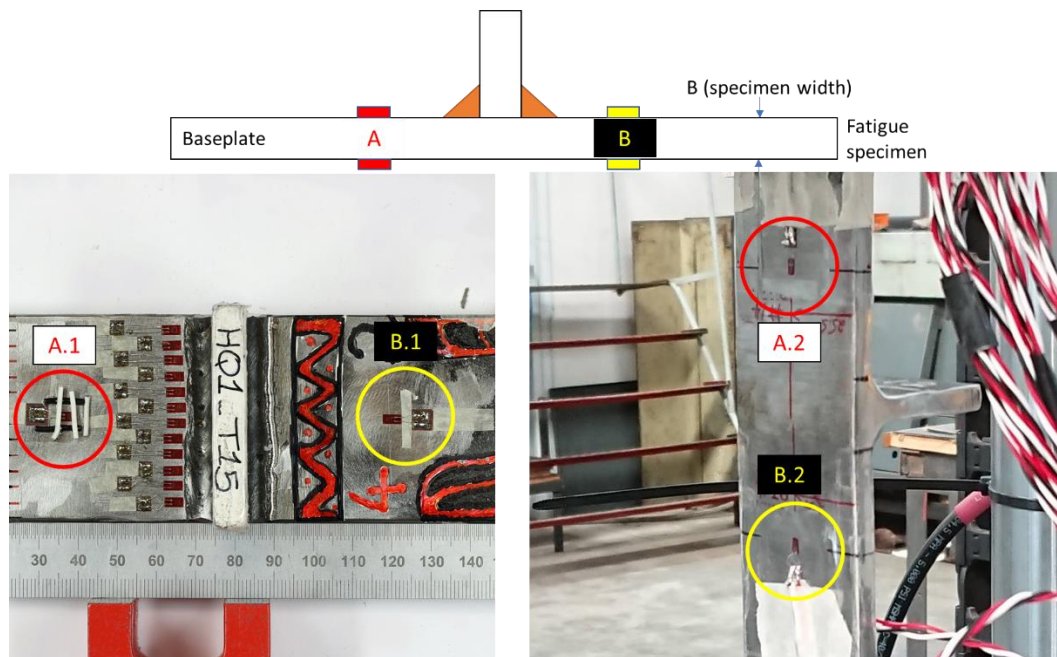 B (specimen width)
Baseplate
A
B
Fatigue
specimen
A.1
B.1
HQ1_T15
4
30 40 50 60 70 80 90 100 110 120 130 140
A.2
B.2